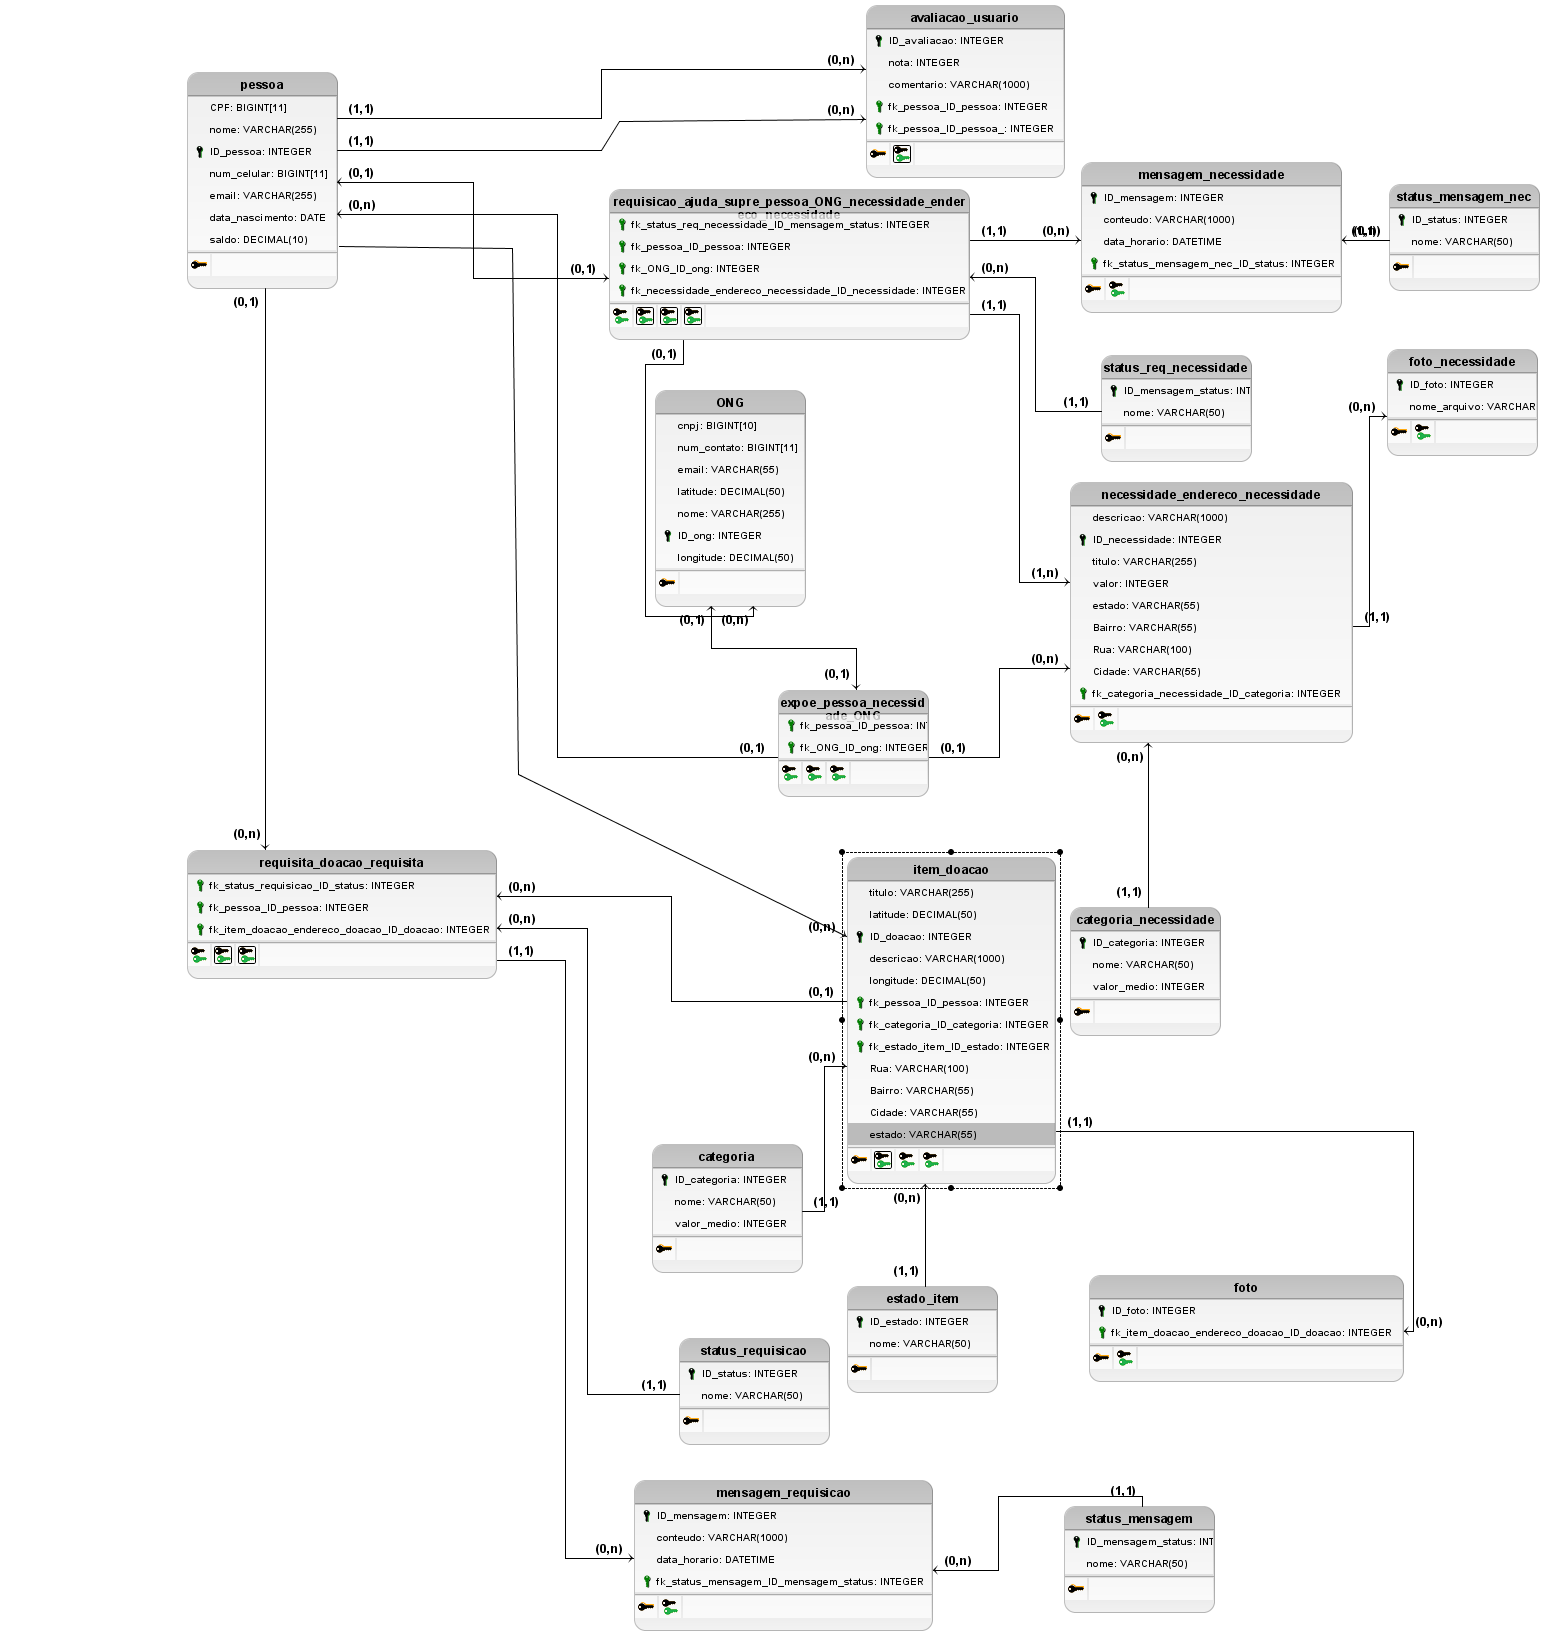 avaliacao_usuario
ID_avaliacao: INTEGER
nota: INTEGER
comentario: VARCHAR(1000)
fk_pessoa_ID_pessoa: INTEGER
fk_pessoa_ID_pessoa_: INTEGER
(0,n)
(0,n)
pessoa
CPF: BIGINT[11]
nome: VARCHAR(255)
ID_pessoa: INTEGER
num_celular: BIGINT[11]
email: VARCHAR(255)
data_nascimento: DATE
saldo: DECIMAL(10)
(1,1)
(1,1)
(0,1)
(0,n)
(0,1)
requisicao_ajuda_supre_pessoa_ONG_necessidade_ender
eco_necessidade
fk_status_req_necessidade_ID_mensagem_status: INTEGER
fk_pessoa_ID_pessoa: INTEGER
fk_ONG_ID_ong: INTEGER
fk_necessidade_endereco_necessidade_ID_necessidade: INTEGER
(0,1)
(1,1)
(0,n)
(0,n)
(1,1)
(0,1)
mensagem_necessidade
ID_mensagem: INTEGER
conteudo: VARCHAR(1000)
data_horario: DATETIME
fk_status_mensagem_nec_ID_status: INTEGER
status_mensagem_nec
ID_status: INTEGER
nome: VARCHAR(50)
status_req_necessidade
ID_mensagem_status: INT
nome: VARCHAR(50)
(1,1)
foto_necessidade
ID_foto: INTEGER
nome_arquivo: VARCHAR
(0,n)
ONG
cnpj: BIGINT[10]
num_contato: BIGINT[11]
email: VARCHAR(55)
latitude: DECIMAL(50)
nome: VARCHAR(255)
ID_ong: INTEGER
longitude: DECIMAL(50)
(0,1)
(0,n)
necessidade_endereco_necessidade
descricao: VARCHAR(1000)
ID_necessidade: INTEGER
titulo: VARCHAR(255)
valor: INTEGER
estado: VARCHAR(55)
Bairro: VARCHAR(55)
Rua: VARCHAR(100)
Cidade: VARCHAR(55)
fk_categoria_necessidade_ID_categoria: INTEGER
(1,n)
(1,1)
(0,n)
(0,n)
(0,1)
expoe_pessoa_necessid
ade_ONG
fk_pessoa_ID_pessoa: INT
fk_ONG_ID_ong: INTEGER
(0,1)
(0,1)
(0,n)
requisita_doacao_requisita
fk_status_requisicao_ID_status: INTEGER
fk_pessoa_ID_pessoa: INTEGER
fk_item_doacao_endereco_doacao_ID_doacao: INTEGER
(0,n)
(0,n)
(1,1)
item_doacao
titulo: VARCHAR(255)
latitude: DECIMAL(50)
ID_doacao: INTEGER
descricao: VARCHAR(1000)
longitude: DECIMAL(50)
fk_pessoa_ID_pessoa: INTEGER
fk_categoria_ID_categoria: INTEGER
fk_estado_item_ID_estado: INTEGER
Rua: VARCHAR(100)
Bairro: VARCHAR(55)
Cidade: VARCHAR(55)
estado: VARCHAR(55)
(0,n)
(0,1)
(0,n)
(1,1)
(0,n)
(1,1)
categoria_necessidade
ID_categoria: INTEGER
nome: VARCHAR(50)
valor_medio: INTEGER
categoria
ID_categoria: INTEGER
nome: VARCHAR(50)
valor_medio: INTEGER
(1,1)
(1,1)
estado_item
ID_estado: INTEGER
nome: VARCHAR(50)
foto
ID_foto: INTEGER
fk_item_doacao_endereco_doacao_ID_doacao: INTEGER
(0,n)
status_requisicao
ID_status: INTEGER
nome: VARCHAR(50)
(1,1)
mensagem_requisicao
ID_mensagem: INTEGER
conteudo: VARCHAR(1000)
data_horario: DATETIME
fk_status_mensagem_ID_mensagem_status: INTEGER
(0,n)
(0,n)
(1,1)
status_mensagem
ID_mensagem_status: INT
nome: VARCHAR(50)